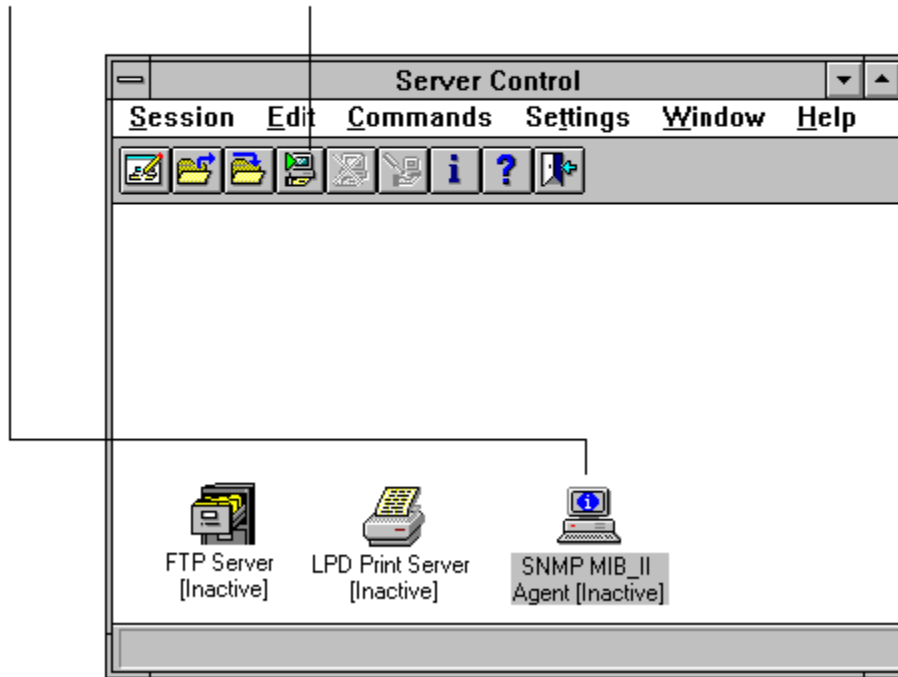 Server Control
Session Edit Commands Settings Window Help
i ?
FTP Server
[Inactive]
LPD Print Server
[Inactive]
SNMP MIB_II
Agent [Inactive]